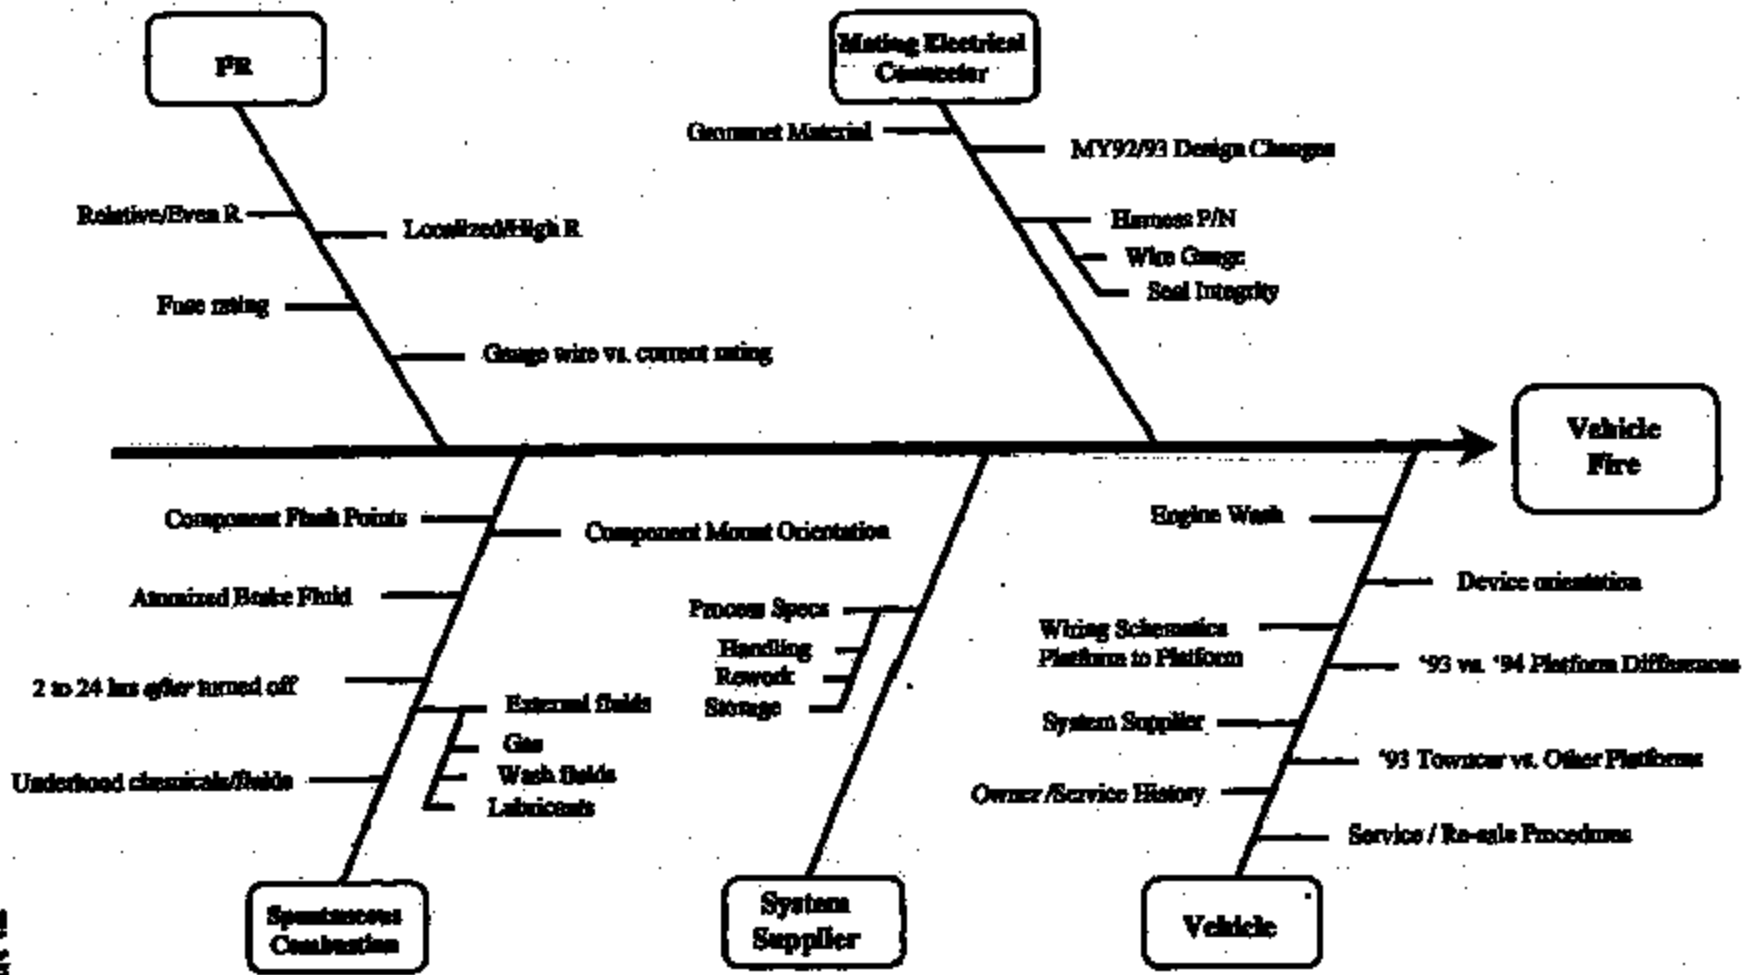 I²R
Mating Electrical
Connector
Grommet Material
MY92/93 Design Changes
Relative/Even R
Localized/High R
Harness P/N
Wire Gauge
Seal Integrity
Fuse rating
Gauge wire vs. current rating
Vehicle
Fire
Component Flash Points
Component Mount Orientation
Engine Wash
Device orientation
Atomized Brake Fluid
Process Specs
Handling
Rework
Storage
Wiring Schematics
Platform to Platform
'93 vs. '94 Platform Differences
2 to 24 hrs after turned off
External fluids
Gas
Wash fluids
Lubricants
System Supplier
'93 Towncar vs. Other Platforms
Underhood chemicals/fluids
Owner /Service History
Service / Re-sale Procedures
Spontaneous
Combustion
System
Supplier
Vehicle